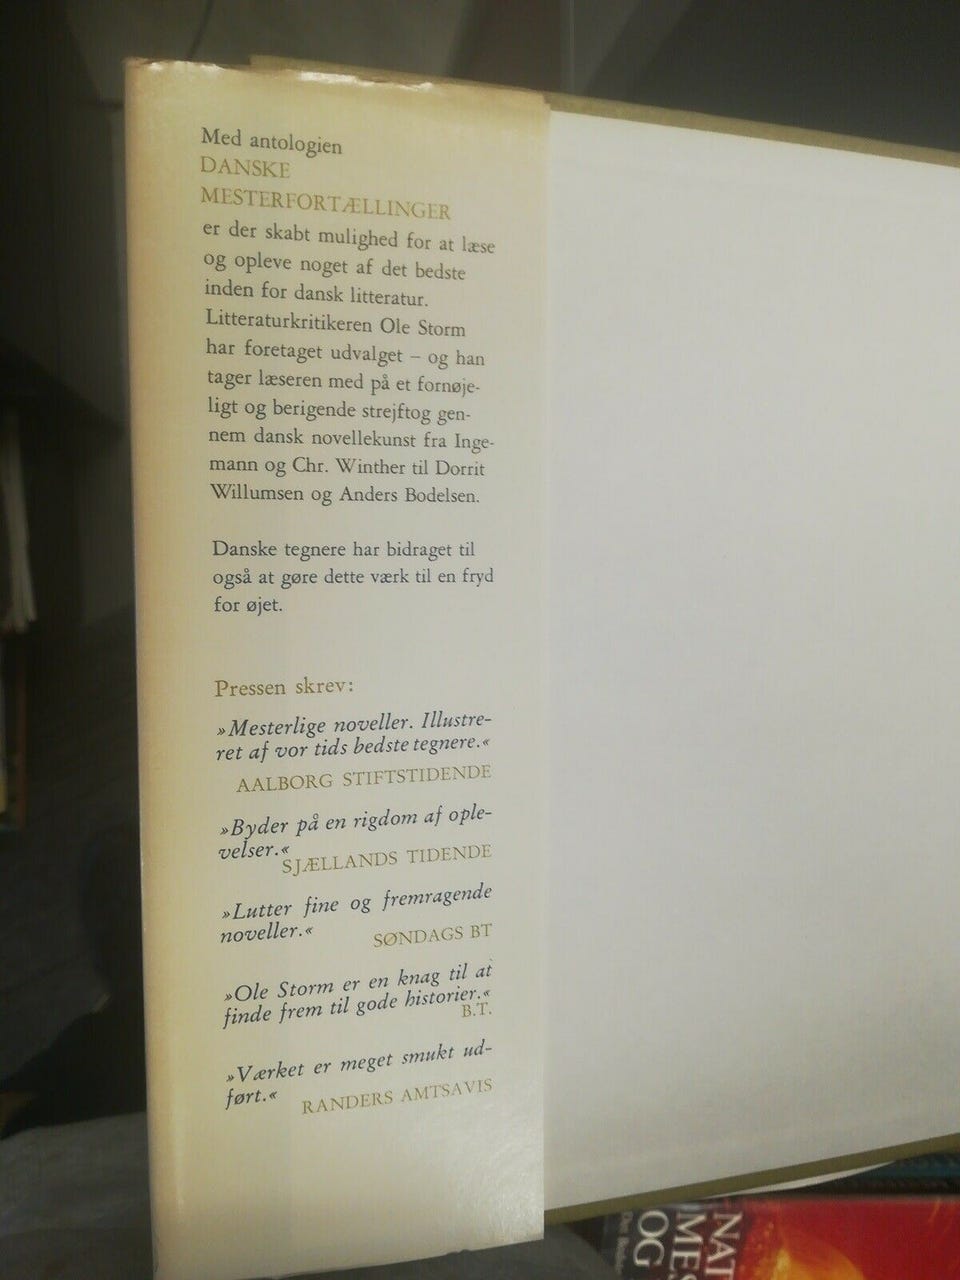 Med antologien
DANSKE
MESTERFORTÆLLINGER
er der skabt mulighed for at læse
og opleve noget af det bedste
inden for dansk litteratur.
Litteraturkritikeren Ole Storm
har foretaget udvalget – og han
tager læseren med på et fornøje-
ligt og berigende strejftog gen-
nem dansk novellekunst fra Inge-
mann og Chr. Winther til Dorrit
Willumsen og Anders Bodelsen.
Danske tegnere har bidraget til
også at gøre dette værk til en fryd
for øjet.
Pressen skrev:
»Mesterlige noveller. Illustre-
ret af vor tids bedste tegnere.«
AALBORG STIFTSTIDENDE
»Byder på en rigdom af ople-
velser.«
SJÆLLANDS TIDENDE
»Lutter fine og fremragende
noveller.«
SØNDAGS BT
»Ole Storm er en knag til at
finde frem til gode historier.«
B.T.
»Værket er meget smukt ud-
ført.«
RANDERS AMTSAVIS
NAT
MES
OG